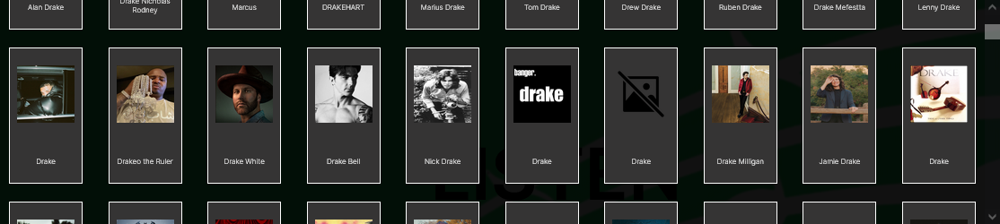 Alan Drake
Drake Nicholas
Rodney
Marcus
DRAKEHART
Marius Drake
Tom Drake
Drew Drake
Ruben Drake
Drake Mefestta
Lenny Drake
banger.
drake
DRAKE
Drake
Drakeo the Ruler
Drake White
Drake Bell
Nick Drake
Drake
Drake
Drake Milligan
Jamie Drake
Drake
LISTEN